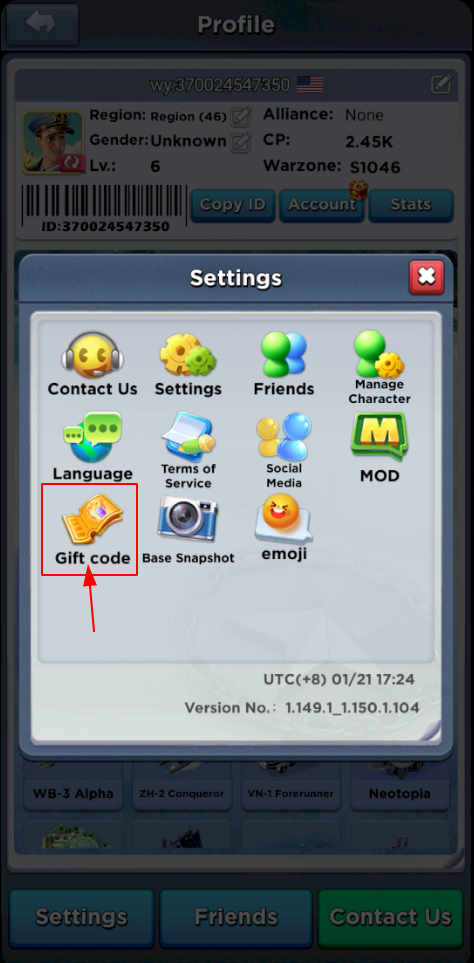 Profile
wy:370024547350
Region: Region (46)
Alliance: None
Gender: Unknown
CP: 2.45K
Lv.: 6
Warzone: S1046
ID:370024547350
Copy ID
Account
Stats
Settings
Contact Us
Settings
Friends
Manage
Character
Language
Terms of
Service
Social
Media
M
MOD
Gift code
Base Snapshot
emoji
UTC(+8) 01/21 17:24
Version No.: 1.149.1_1.150.1.104
WB-3 Alpha
ZH-2 Conqueror
VN-1 Forerunner
Neotopia
Settings
Friends
Contact Us